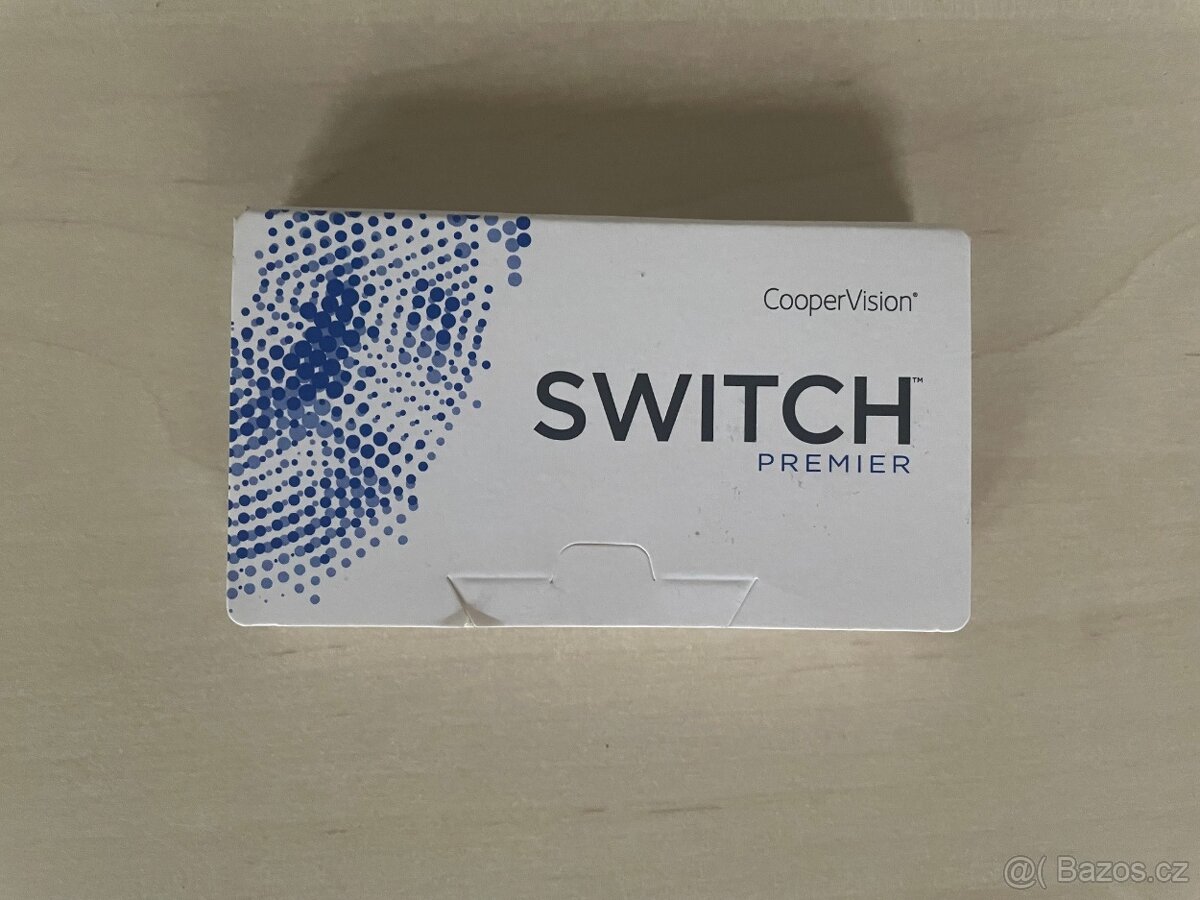 CooperVision®
SWITCH™
PREMIER
@( Bazos.cz